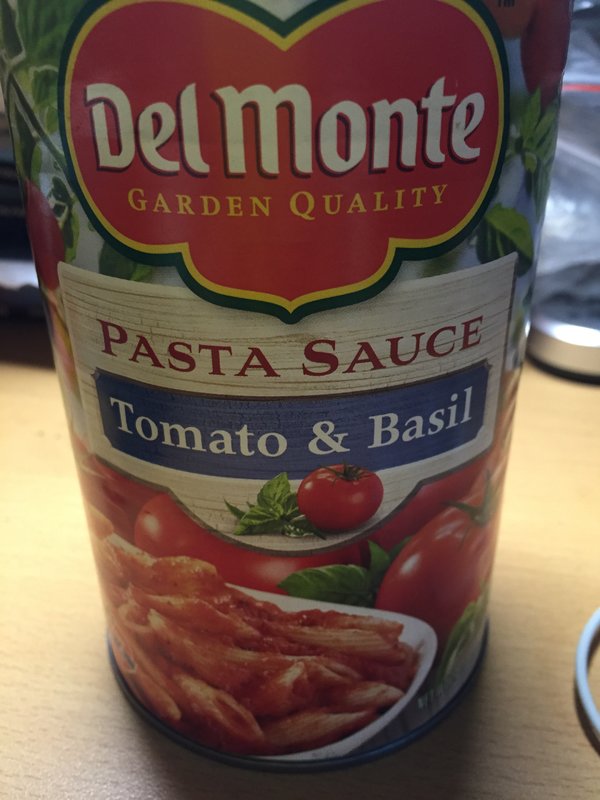 Del Monte
GARDEN QUALITY
PASTA SAUCE
Tomato & Basil